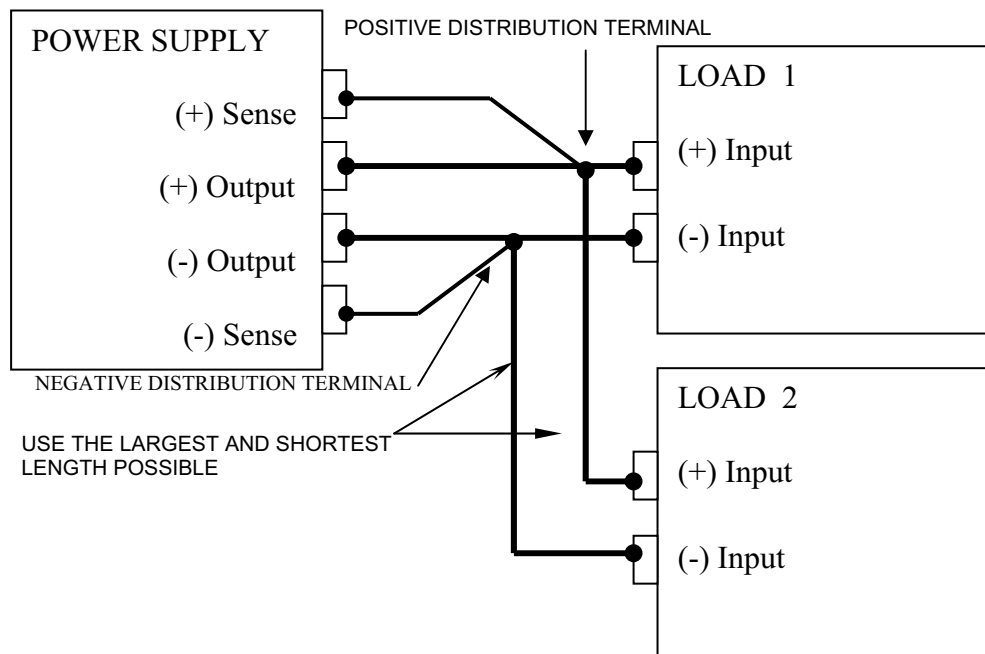 POSITIVE DISTRIBUTION TERMINAL
POWER SUPPLY
(+) Sense
(+) Output
(-) Output
(-) Sense
LOAD 1
(+) Input
(-) Input
NEGATIVE DISTRIBUTION TERMINAL
USE THE LARGEST AND SHORTEST
LENGTH POSSIBLE
LOAD 2
(+) Input
(-) Input